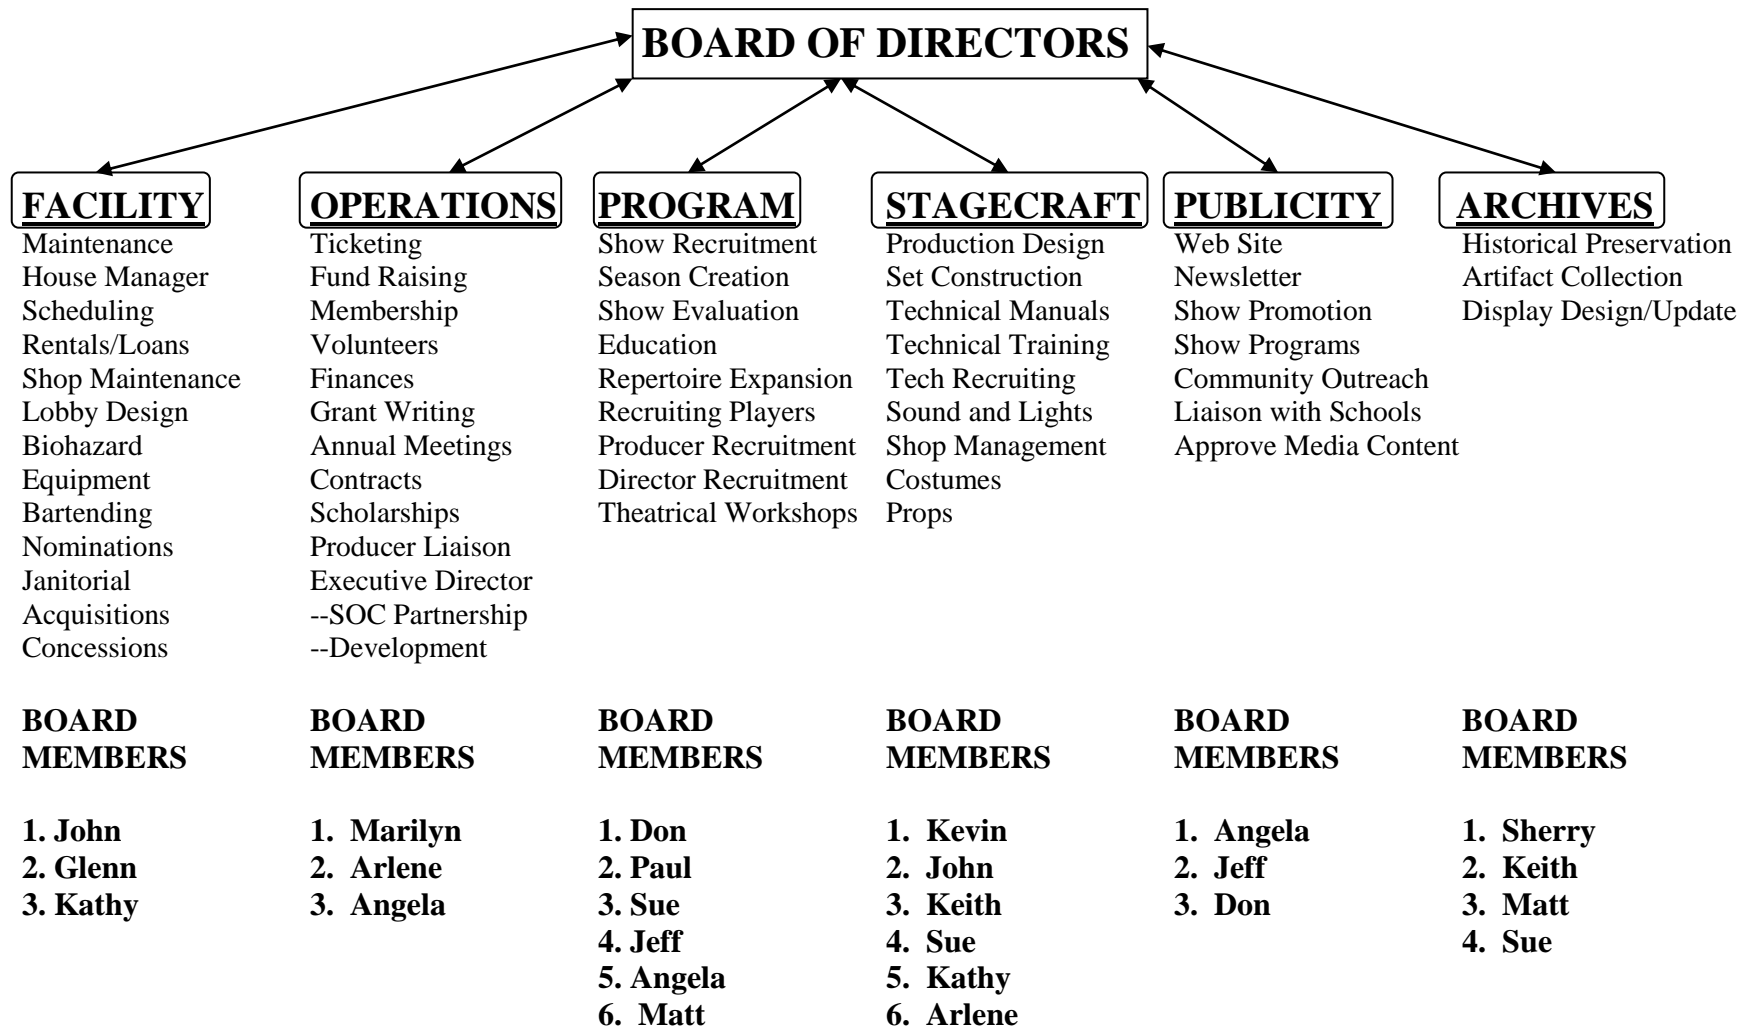 BOARD OF DIRECTORS
FACILITY
Maintenance
House Manager
Scheduling
Rentals/Loans
Shop Maintenance
Lobby Design
Biohazard
Equipment
Bartending
Nominations
Janitorial
Acquisitions
Concessions
BOARD
MEMBERS
1. John
2. Glenn
3. Kathy
OPERATIONS
Ticketing
Fund Raising
Membership
Volunteers
Finances
Grant Writing
Annual Meetings
Contracts
Scholarships
Producer Liaison
Executive Director
--SOC Partnership
--Development
BOARD
MEMBERS
1. Marilyn
2. Arlene
3. Angela
PROGRAM
Show Recruitment
Season Creation
Show Evaluation
Education
Repertoire Expansion
Recruiting Players
Producer Recruitment
Director Recruitment
Theatrical Workshops
BOARD
MEMBERS
1. Don
2. Paul
3. Sue
4. Jeff
5. Angela
6. Matt
STAGECRAFT
Production Design
Set Construction
Technical Manuals
Technical Training
Tech Recruiting
Sound and Lights
Shop Management
Costumes
Props
BOARD
MEMBERS
1. Kevin
2. John
3. Keith
4. Sue
5. Kathy
6. Arlene
PUBLICITY
Web Site
Newsletter
Show Promotion
Show Programs
Community Outreach
Liaison with Schools
Approve Media Content
BOARD
MEMBERS
1. Angela
2. Jeff
3. Don
ARCHIVES
Historical Preservation
Artifact Collection
Display Design/Update
BOARD
MEMBERS
1. Sherry
2. Keith
3. Matt
4. Sue